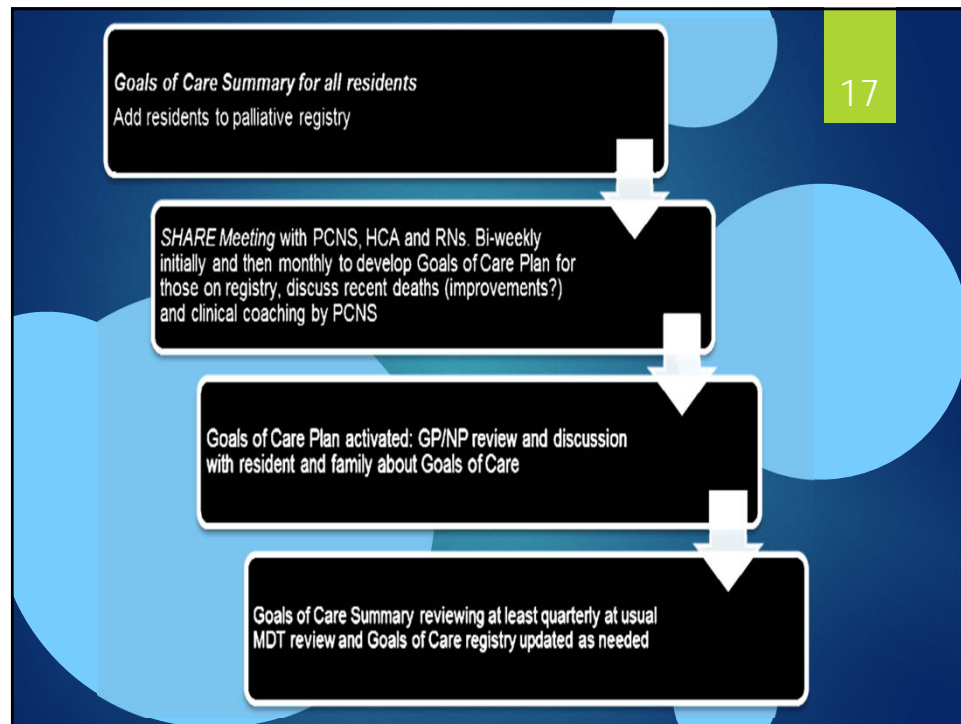 17
Goals of Care Summary for all residents
Add residents to palliative registry
SHARE Meeting with PCNS, HCA and RNs. Bi-weekly
initially and then monthly to develop Goals of Care Plan for
those on registry, discuss recent deaths (improvements?)
and clinical coaching by PCNS
Goals of Care Plan activated: GP/NP review and discussion
with resident and family about Goals of Care
Goals of Care Summary reviewing at least quarterly at usual
MDT review and Goals of Care registry updated as needed